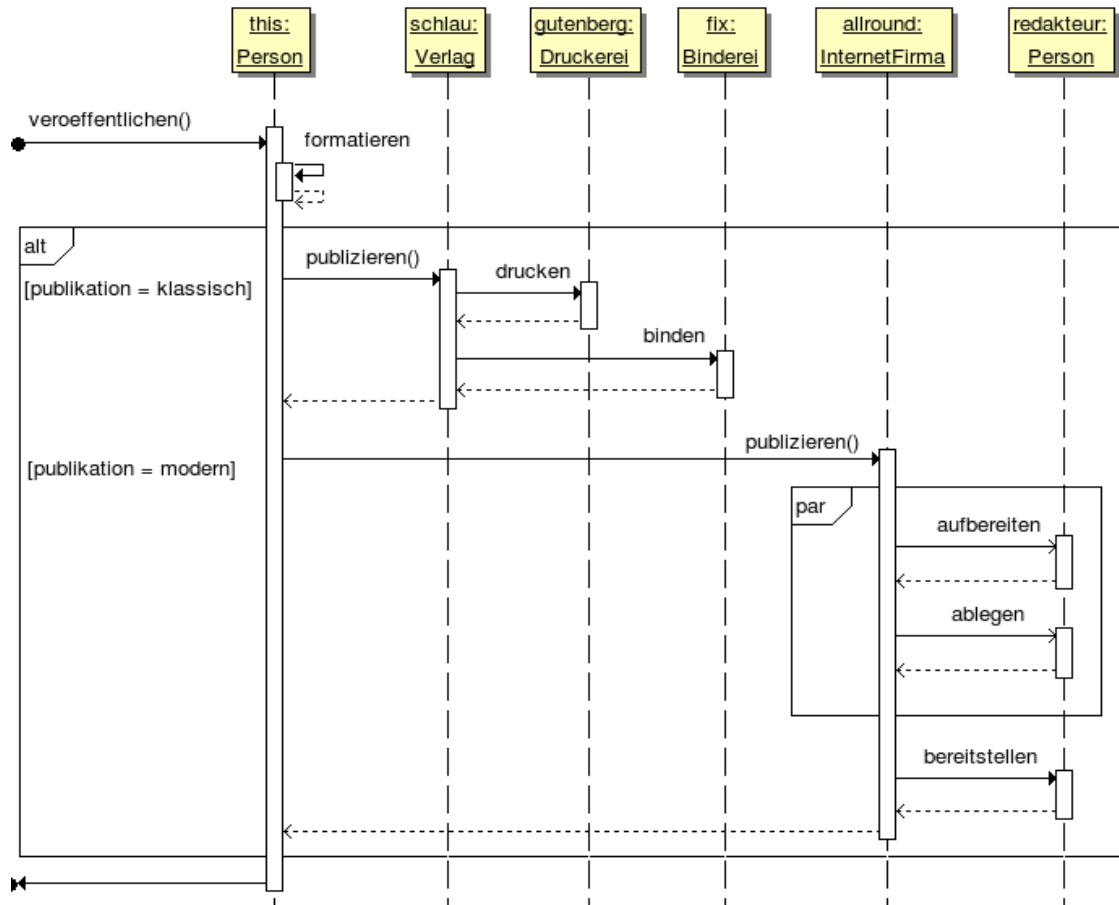 this:
Person
schlau:
Verlag
gutenberg:
Druckerei
fix:
Binderei
allround:
InternetFirma
redakteur:
Person
veroeffentlichen()
formatieren
alt
publizieren()
drucken
[publikation = klassisch]
binden
publizieren()
[publikation = modern]
par
aufbereiten
ablegen
bereitstellen